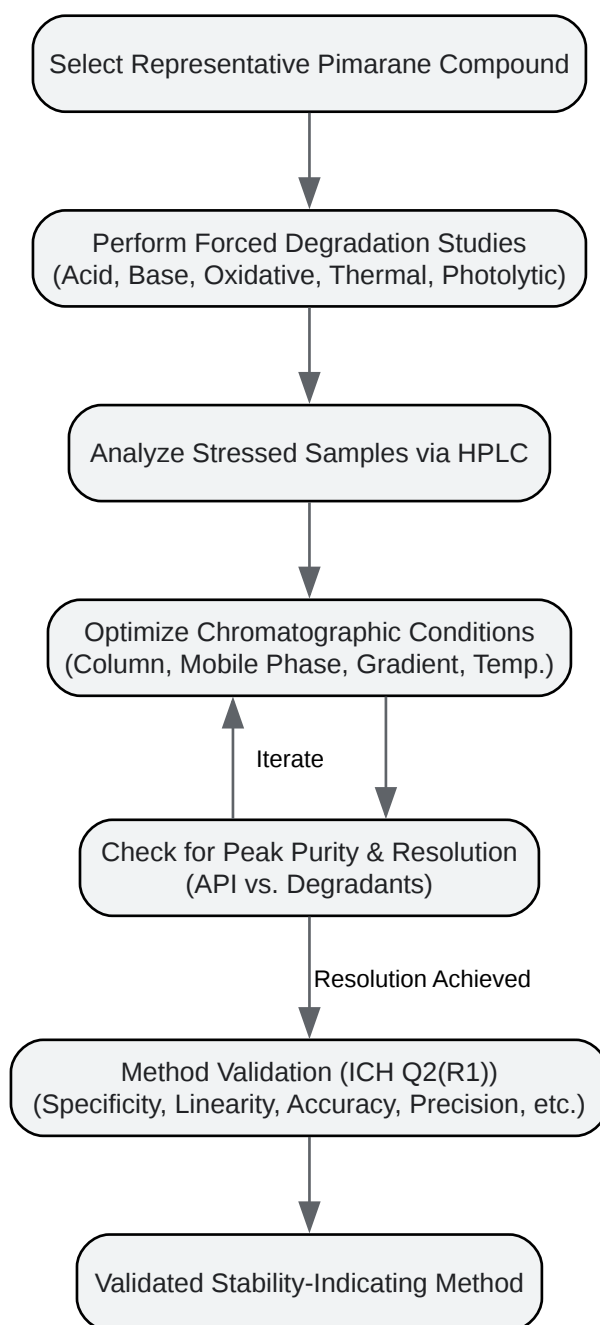 Select Representative Pimarane Compound
Perform Forced Degradation Studies
(Acid, Base, Oxidative, Thermal, Photolytic)
Analyze Stressed Samples via HPLC
Optimize Chromatographic Conditions
(Column, Mobile Phase, Gradient, Temp.)
Iterate
Check for Peak Purity & Resolution
(API vs. Degradants)
Resolution Achieved
Method Validation (ICH Q2(R1))
(Specificity, Linearity, Accuracy, Precision, etc.)
Validated Stability-Indicating Method